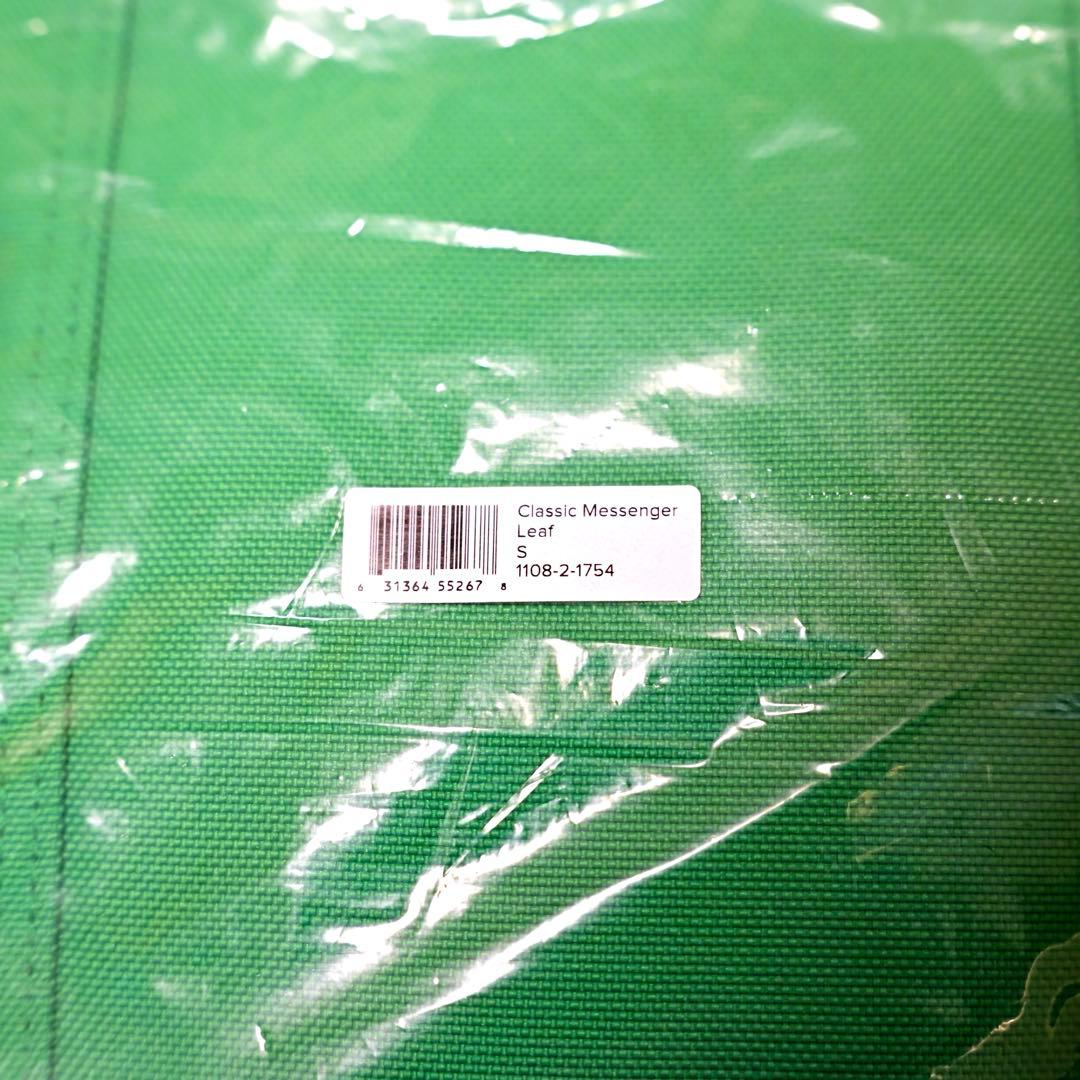 Classic Messenger
Leaf
S
1108-2-1754
6 31364 55267 8